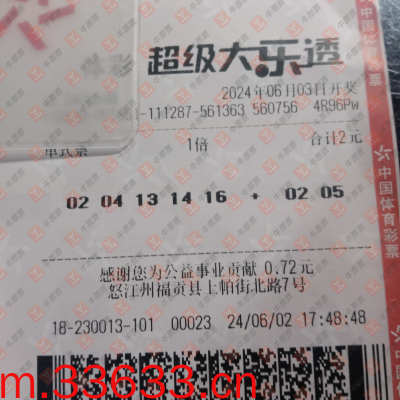 超级大乐透
2024年06月03日开奖
-111287-561363 560756 4R96Pw
单式票 1倍 合计2元
02 04 13 14 16 + 02 05
感谢您为公益事业贡献 0.72元
怒江州福贡县上帕街北路7号
18-230013-101 00023 24/06/02 17:48:48
m.33633.cn
中国体育彩票